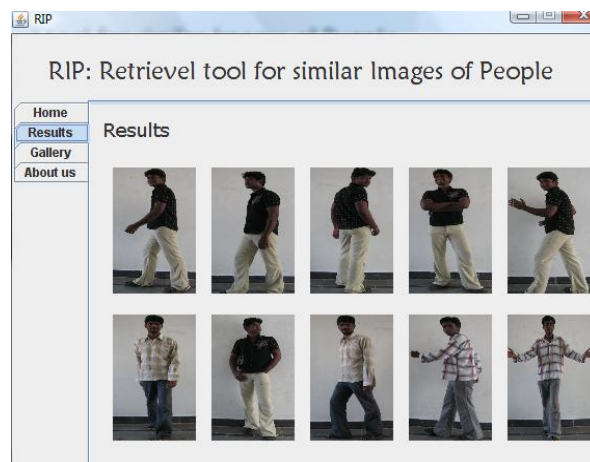 RIP
RIP: Retrievel tool for similar Images of People
Home
Results
Gallery
About us
Results